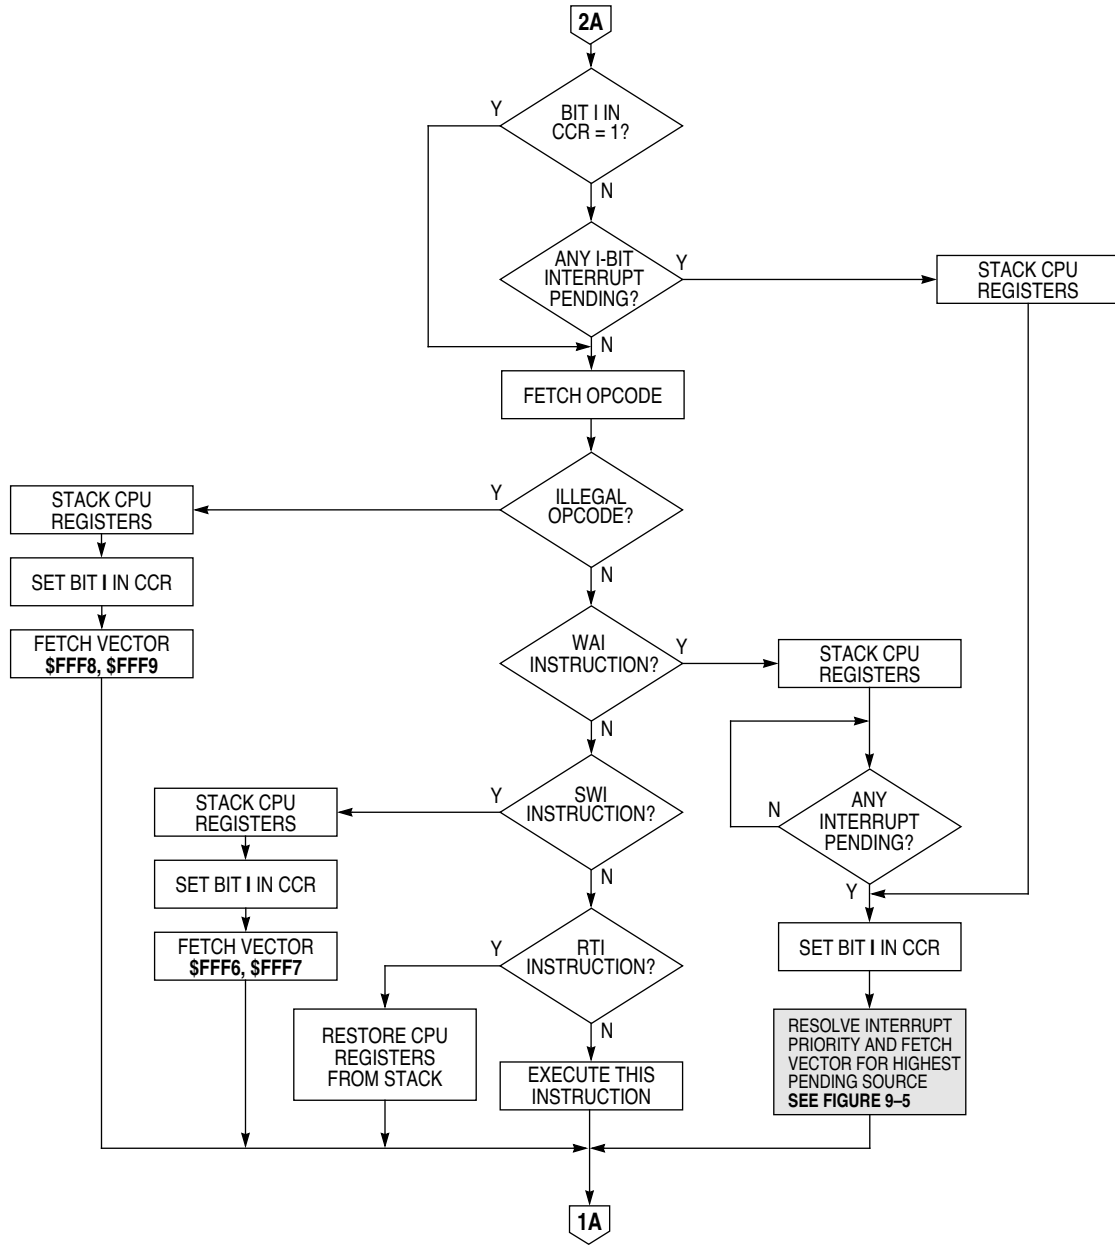 2A
Y
BIT I IN
CCR = 1?
N
ANY I-BIT
INTERRUPT
PENDING?
Y
STACK CPU
REGISTERS
N
FETCH OPCODE
Y
ILLEGAL
OPCODE?
STACK CPU
REGISTERS
N
SET BIT I IN CCR
FETCH VECTOR
$FFF8, $FFF9
WAI
INSTRUCTION?
Y
STACK CPU
REGISTERS
N
Y
SWI
INSTRUCTION?
STACK CPU
REGISTERS
N
ANY
INTERRUPT
PENDING?
N
Y
SET BIT I IN CCR
FETCH VECTOR
$FFF6, $FFF7
Y
RTI
INSTRUCTION?
SET BIT I IN CCR
N
RESTORE CPU
REGISTERS
FROM STACK
EXECUTE THIS
INSTRUCTION
RESOLVE INTERRUPT
PRIORITY AND FETCH
VECTOR FOR HIGHEST
PENDING SOURCE
SEE FIGURE 9–5
1A